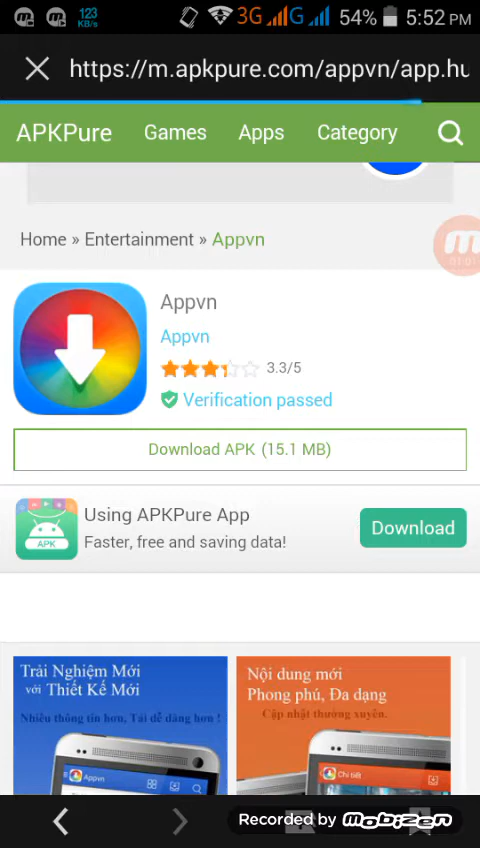 123
KB/s
3G
G
54%
5:52 PM
https://m.apkpure.com/appvn/app.hu
APKPure
Games
Apps
Category
Home » Entertainment » Appvn
Appvn
Appvn
3.3/5
Verification passed
Download APK (15.1 MB)
APK
Using APKPure App
Faster, free and saving data!
Download
Trải Nghiệm Mới
với Thiết Kế Mới
Nhiều thông tin hơn, Tải dễ dàng hơn !
Appvn
Nội dung mới
Phong phú, Đa dạng
Cập nhật thường xuyên.
Chi tiết
Recorded by Mobizen